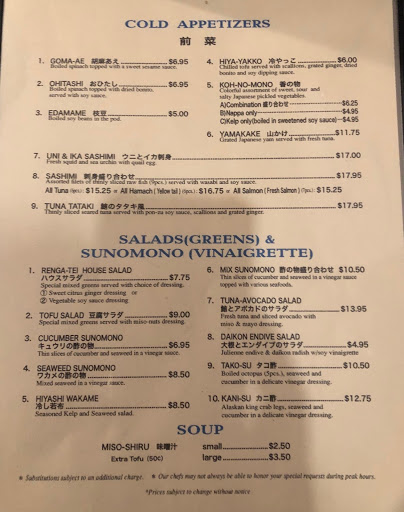 COLD APPETIZERS
前 菜
1. GOMA-AE 胡麻あえ $6.95
Boiled spinach topped with a sweet sesame sauce.
2. OHITASHI おひたし $6.95
Boiled spinach topped with dried bonito,
served with soy sauce.
3. EDAMAME 枝豆 $5.00
Boiled soy beans in the pod.
4. HIYA-YAKKO 冷やっこ $6.00
Chilled tofu served with scallions, grated ginger, dried
bonito and soy dipping sauce.
5. KOH-NO-MONO 香の物
Colorful assortment of sweet, sour and
salty Japanese pickled vegetables.
A)Combination 盛り合わせ $6.25
B)Nappa only $4.95
C)Kelp only(boiled in sweetened soy sauce) $4.95
6. YAMAKAKE 山かけ $11.75
Grated Japanese yam served with fresh tuna.
7. UNI & IKA SASHIMI ウニとイカ刺身 $17.00
Fresh squid and sea urchin with quail egg.
8. SASHIMI 刺身盛り合わせ $17.95
Assorted filets of thinly sliced raw fish (9pcs.) served with wasabi and soy sauce.
All Tuna (7pcs.) $15.25 or All Hamachi (Yellow tail) (6pcs.) $16.75 or All Salmon (Fresh Salmon) (7pcs.) $15.25
9. TUNA TATAKI 鮪のタタキ風 $17.95
Thinly sliced seared tuna served with pon-zu soy sauce, scallions and grated ginger.
SALADS(GREENS) &
SUNOMONO (VINAIGRETTE)
1. RENGA-TEI HOUSE SALAD
ハウスサラダ $7.75
Special mixed greens served with choice of dressing.
① Sweet citrus ginger dressing or
② Vegetable soy sauce dressing.
2. TOFU SALAD 豆腐サラダ $9.00
Special mixed greens served with miso-nuts dressing.
3. CUCUMBER SUNOMONO
キュウリの酢の物 $6.95
Thin slices of cucumber in a vinegar sauce.
4. SEAWEED SUNOMONO
ワカメの酢の物 $8.50
Mixed seaweed in a vinegar sauce.
5. HIYASHI WAKAME
冷し若布 $8.50
Seasoned Kelp and Seaweed salad.
6. MIX SUNOMONO 酢の物盛り合わせ $10.50
Thin slices of cucumber and seaweed in a vinegar sauce
topped with various seafoods.
7. TUNA-AVOCADO SALAD
鮪とアボカドのサラダ $13.95
Fresh tuna and sliced avocado with
miso & mayo dressing.
8. DAIKON ENDIVE SALAD
大根とエンダイブのサラダ $4.95
Julienne endive & daikon radish w/soy vinaigrette
9. TAKO-SU タコ酢 $10.50
Boiled octopus (5pcs.), seaweed and
cucumber in a delicate vinegar dressing.
10. KANI-SU カニ酢 $12.75
Alaskan king crab legs, seaweed and
cucumber in a delicate vinegar dressing.
SOUP
MISO-SHIRU 味噌汁 small $2.50
Extra Tofu (50¢) large $3.50
* Substitutions subject to an additional charge. * Our chefs may not always be able to honor your special requests during peak hours.
*Prices subject to change without notice